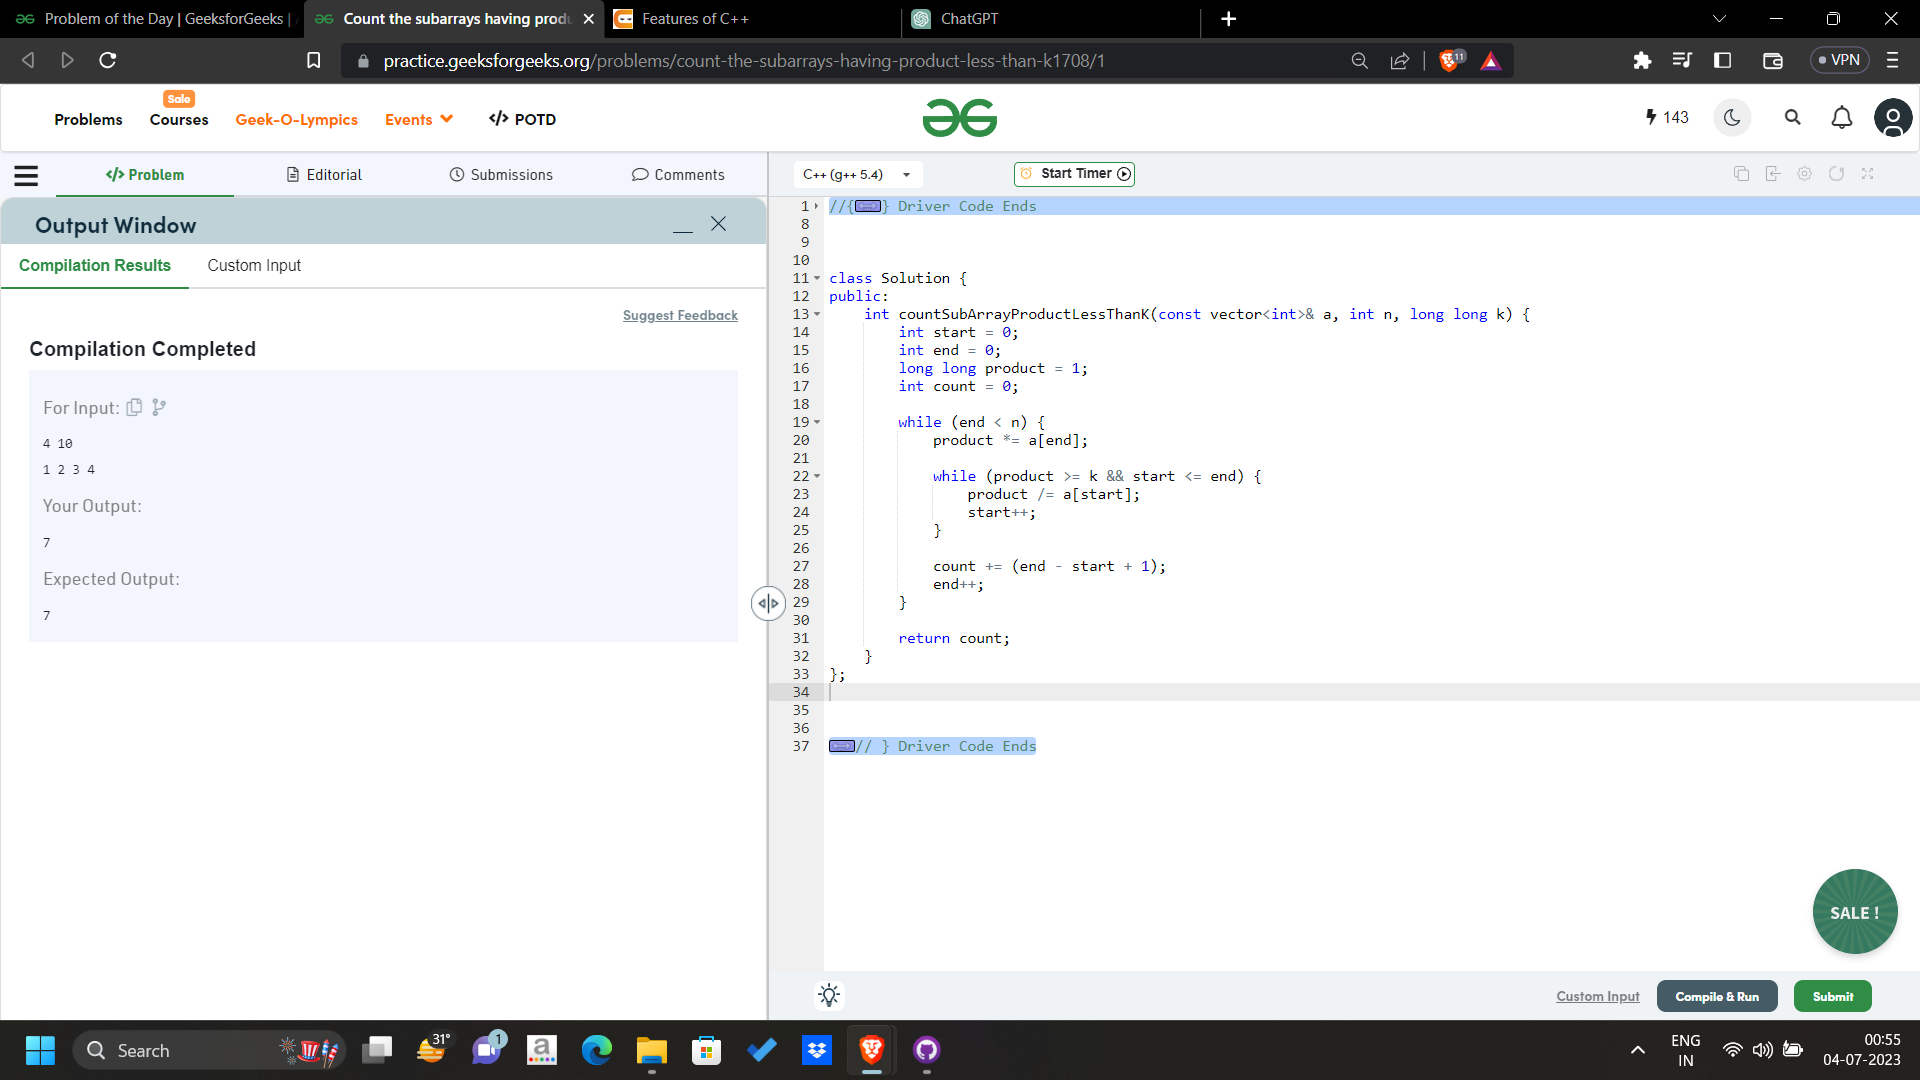 Problem of the Day | GeeksforGeeks |
Count the subarrays having produ
Features of C++
ChatGPT
practice.geeksforgeeks.org/problems/count-the-subarrays-having-product-less-than-k1708/1
11
VPN
Sale
Problems
Courses
Geek-O-Lympics
Events
</> POTD
143
</> Problem
Editorial
Submissions
Comments
C++ (g++ 5.4)
Start Timer
Output Window
Compilation Results
Custom Input
Suggest Feedback
Compilation Completed
For Input:
4 10
1 2 3 4
Your Output:
7
Expected Output:
7
1 //{ } Driver Code Ends
8
9
10
11 class Solution {
12 public:
13 int countSubArrayProductLessThanK(const vector<int>& a, int n, long long k) {
14 int start = 0;
15 int end = 0;
16 long long product = 1;
17 int count = 0;
18
19 while (end < n) {
20 product *= a[end];
21
22 while (product >= k && start <= end) {
23 product /= a[start];
24 start++;
25 }
26
27 count += (end - start + 1);
28 end++;
29 }
30
31 return count;
32 }
33 };
34
35
36
37 // } Driver Code Ends
SALE !
Custom Input
Compile & Run
Submit
Search
31°
1
a
ENG
IN
00:55
04-07-2023